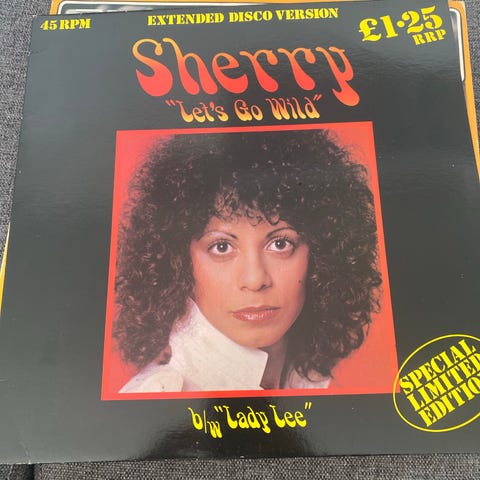 45 RPM
EXTENDED DISCO VERSION
£1·25
RRP
Sherry
"Let's Go Wild"
SPECIAL
LIMITED
EDITION
b/w "Lady Lee"